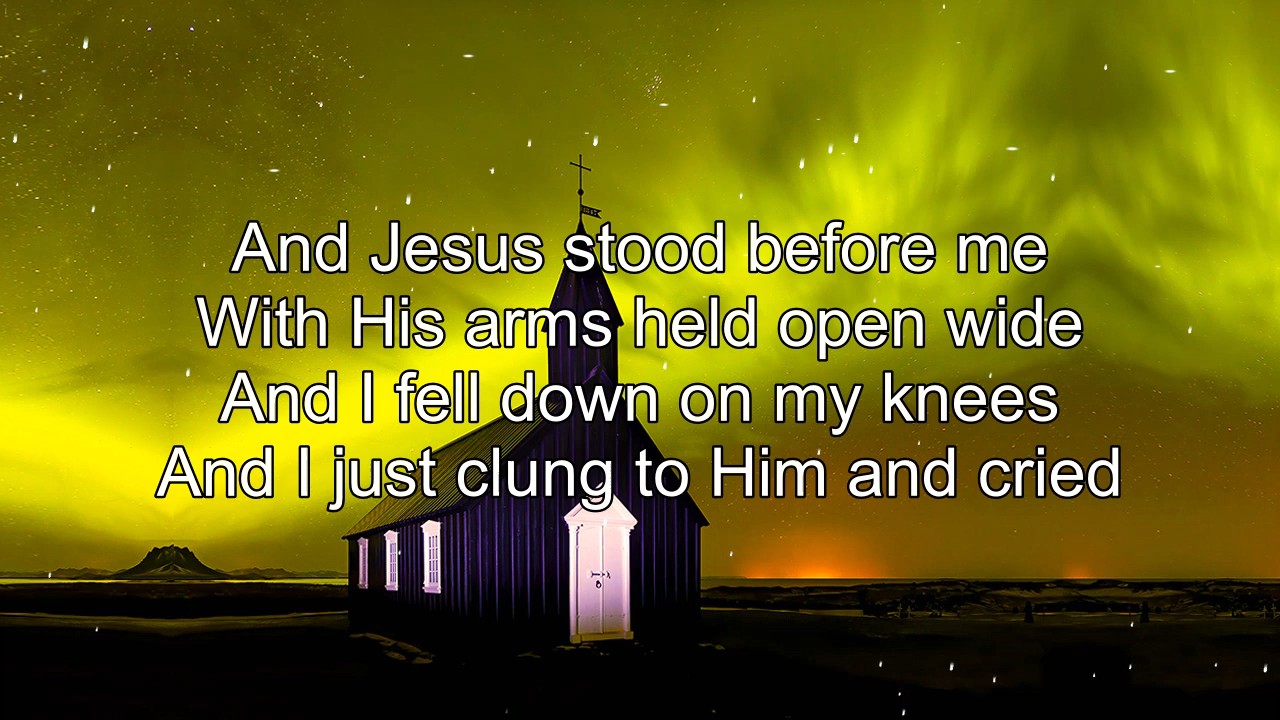 And Jesus stood before me
With His arms held open wide
And I fell down on my knees
And I just clung to Him and cried